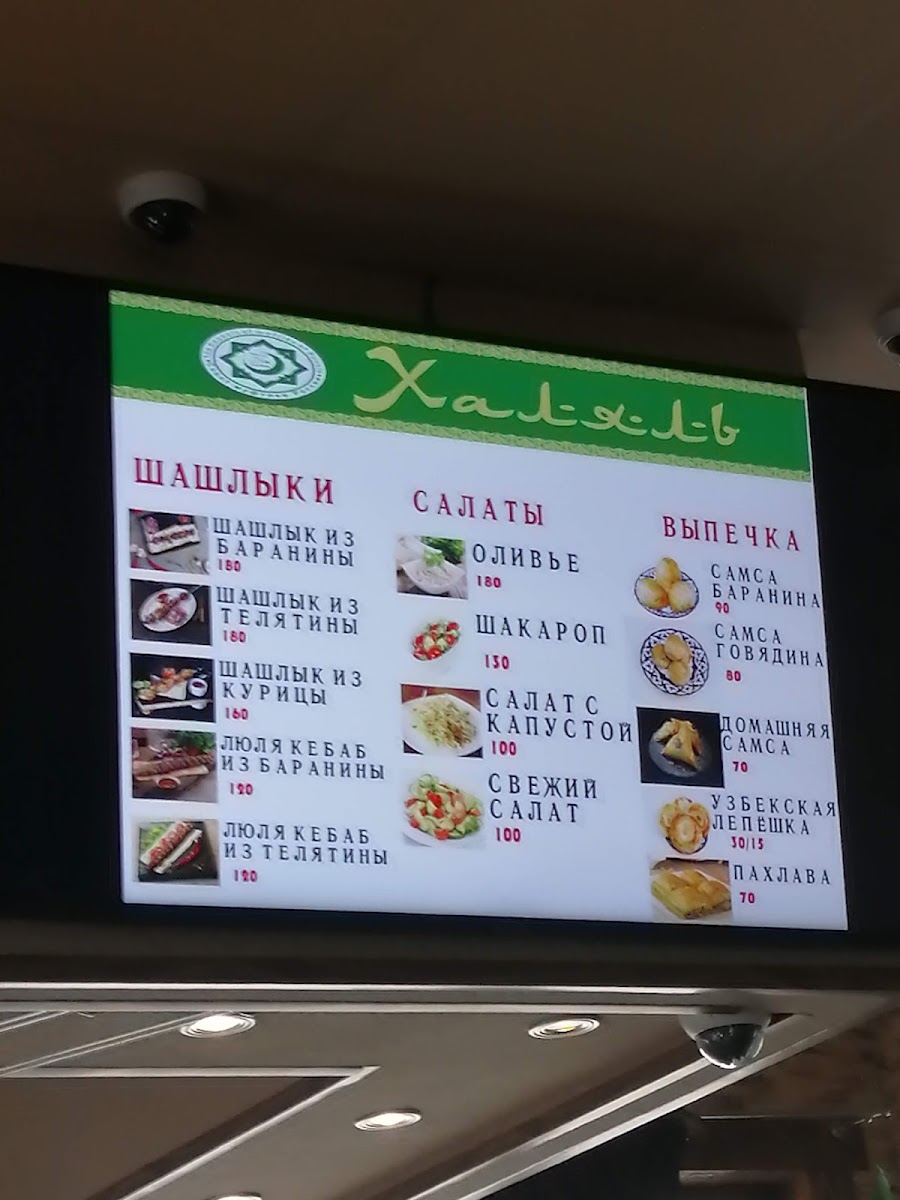 Халяль
ШАШЛЫКИ
ШАШЛЫК ИЗ
БАРАНИНЫ
180
ШАШЛЫК ИЗ
ТЕЛЯТИНЫ
180
ШАШЛЫК ИЗ
КУРИЦЫ
160
ЛЮЛЯ КЕБАБ
ИЗ БАРАНИНЫ
120
ЛЮЛЯ КЕБАБ
ИЗ ТЕЛЯТИНЫ
120
САЛАТЫ
ОЛИВЬЕ
180
ШАКАРОП
130
САЛАТ С
КАПУСТОЙ
100
СВЕЖИЙ
САЛАТ
100
ВЫПЕЧКА
САМСА
БАРАНИНА
90
САМСА
ГОВЯДИНА
80
ДОМАШНЯЯ
САМСА
70
УЗБЕКСКАЯ
ЛЕПЁШКА
30/15
ПАХЛАВА
70